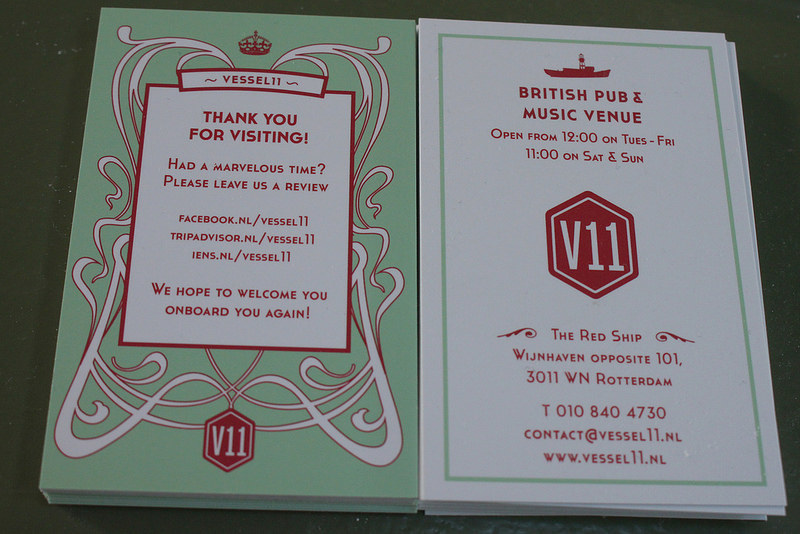 ~ VESSEL11 ~
THANK YOU
FOR VISITING!
HAD A MARVELOUS TIME?
PLEASE LEAVE US A REVIEW
FACEBOOK.NL/VESSEL11
TRIPADVISOR.NL/VESSEL11
IENS.NL/VESSEL11
WE HOPE TO WELCOME YOU
ONBOARD YOU AGAIN!
V11
BRITISH PUB &
MUSIC VENUE
OPEN FROM 12:00 ON TUES-FRI
11:00 ON SAT & SUN
V11
THE RED SHIP
WIJNHAVEN OPPOSITE 101,
3011 WN ROTTERDAM
T 010 840 4730
CONTACT@VESSEL11.NL
WWW.VESSEL11.NL